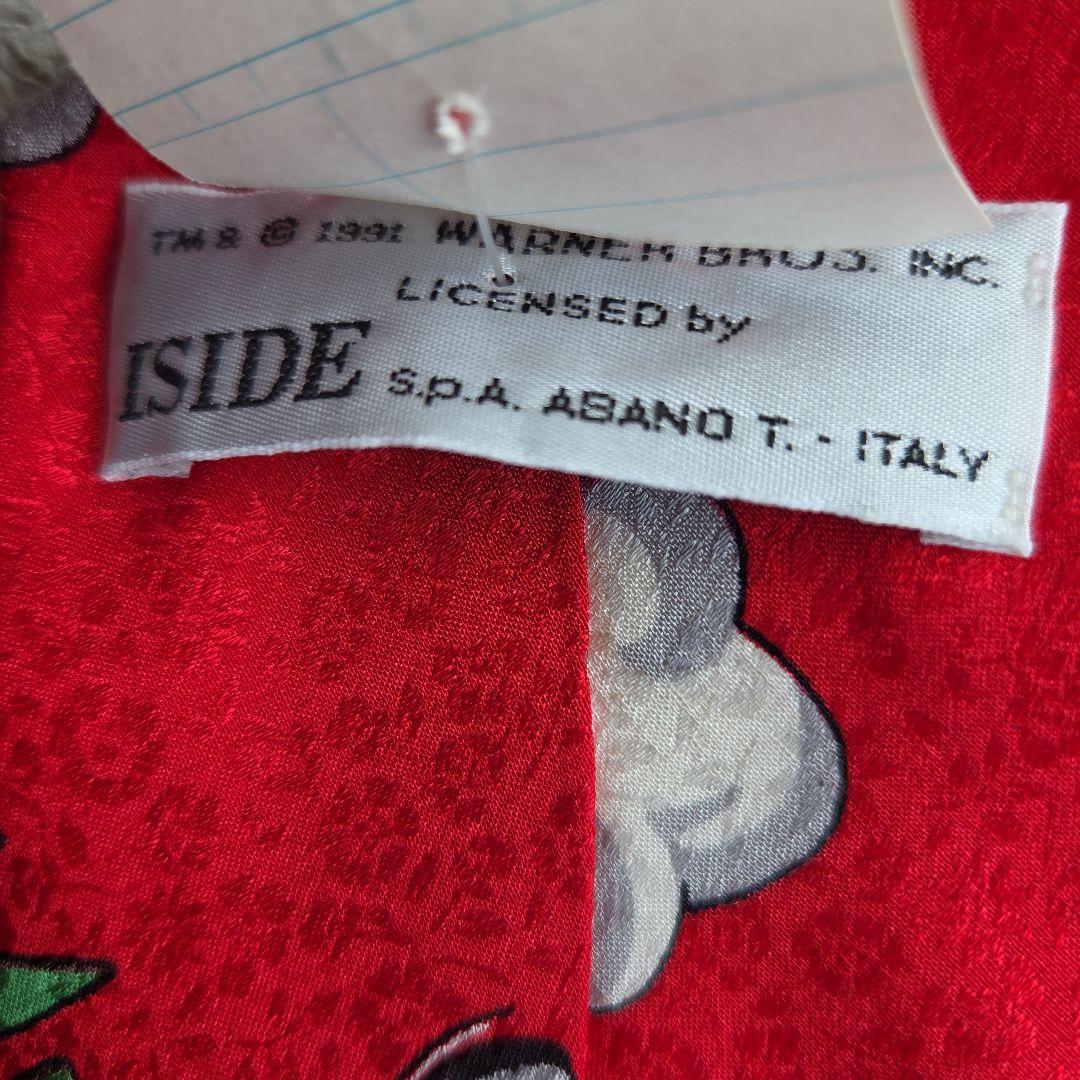 TM & © 1991 WARNER BROS. INC.
LICENSED by
ISIDE s.p.A. ABANO T. - ITALY